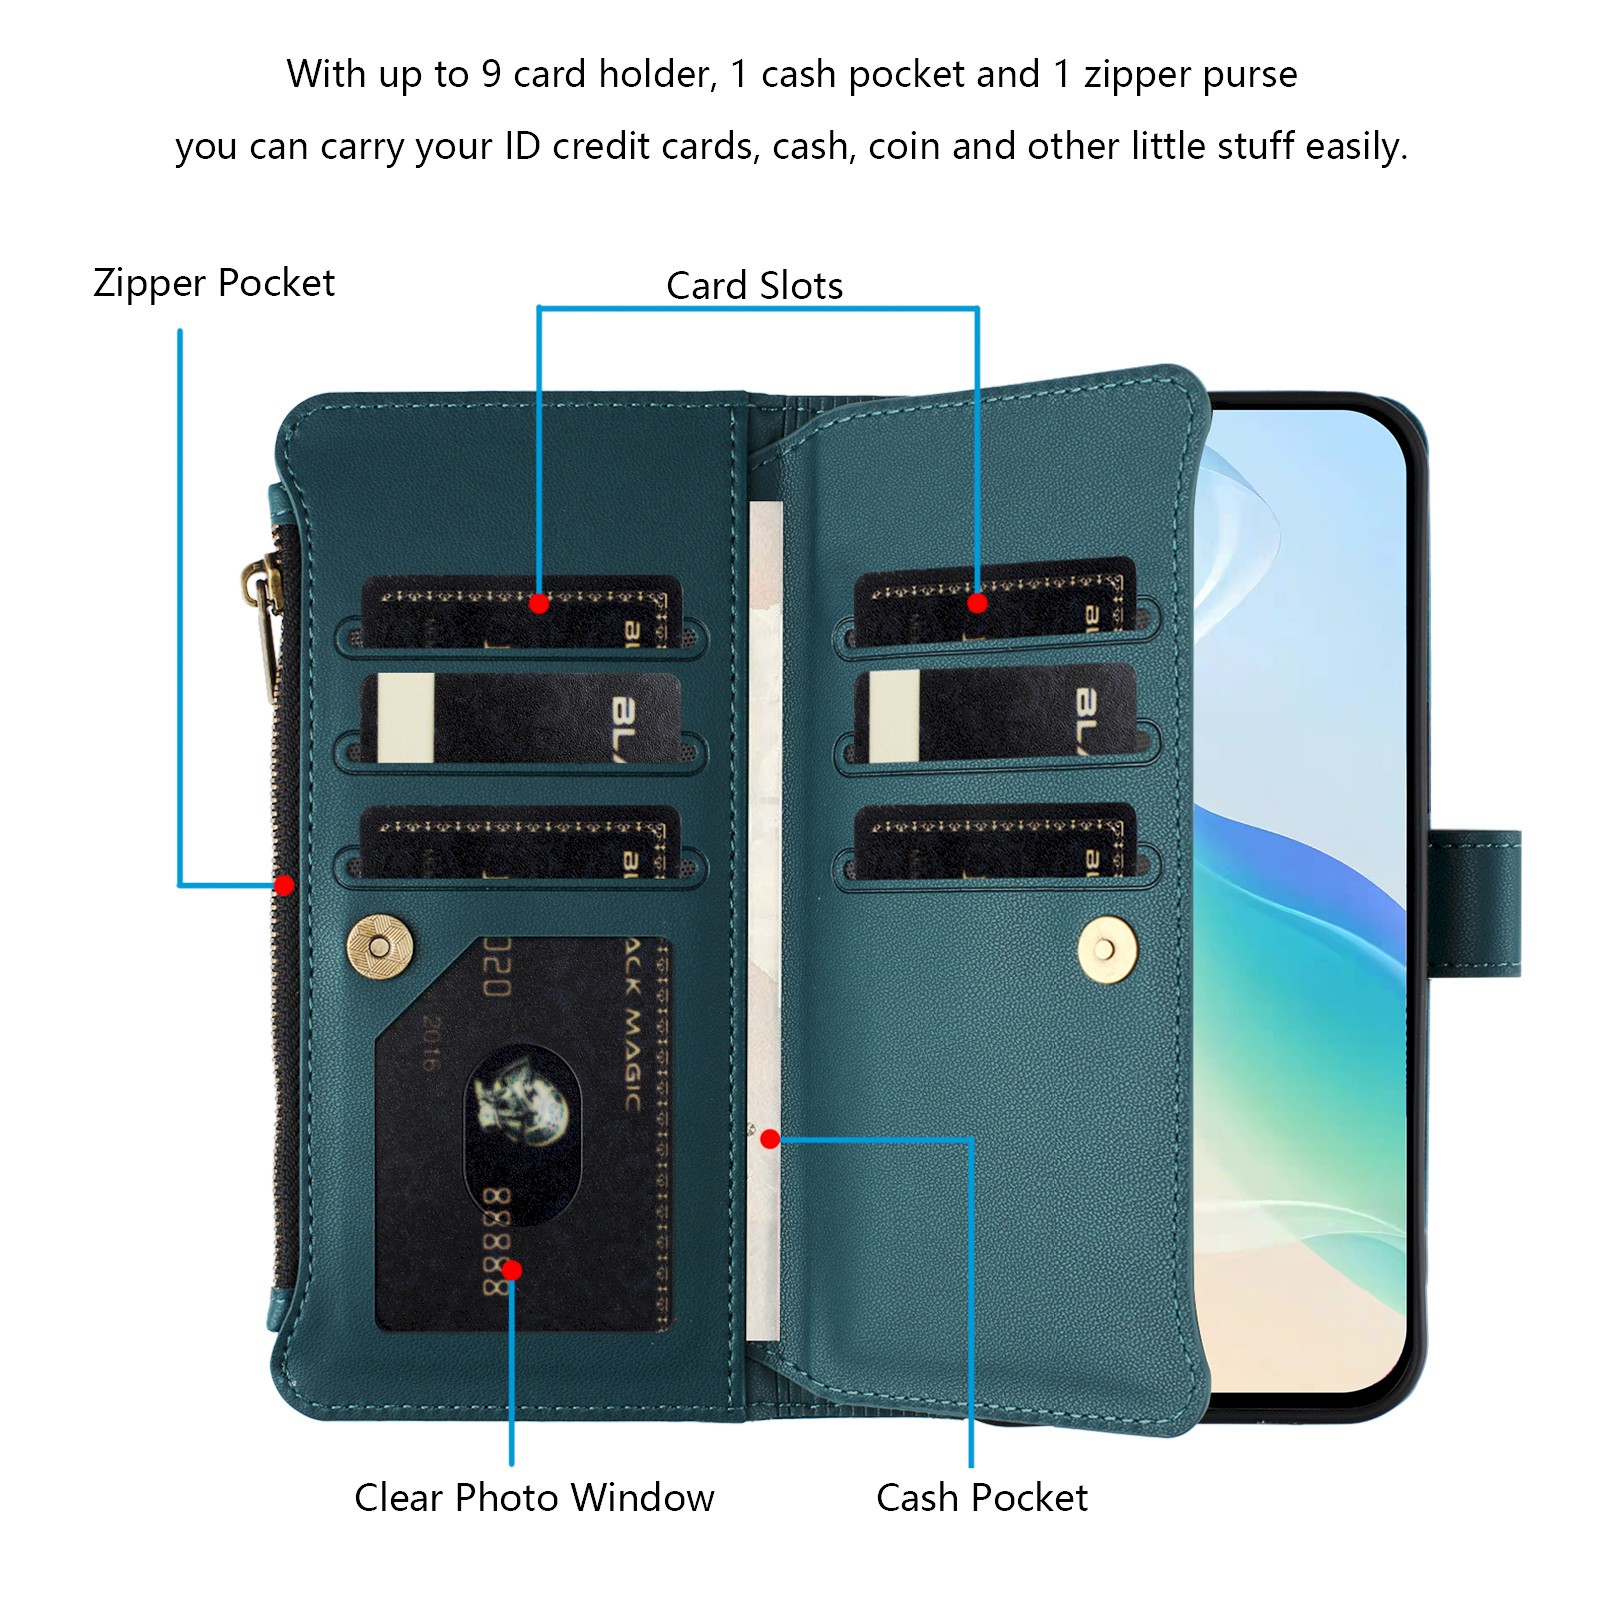 With up to 9 card holder, 1 cash pocket and 1 zipper purse
you can carry your ID credit cards, cash, coin and other little stuff easily.
Zipper Pocket
Card Slots
BL
BL
020
2016
ACK MAGIC
88888
Clear Photo Window
Cash Pocket